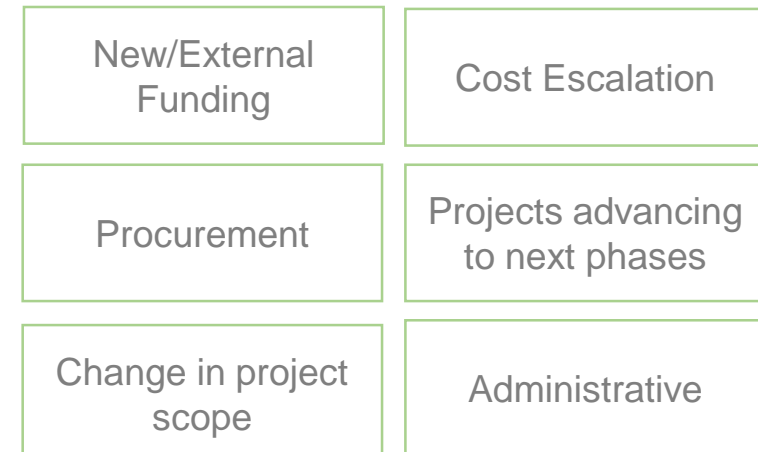 New/External
Funding
Cost Escalation
Procurement
Projects advancing
to next phases
Change in project
scope
Administrative